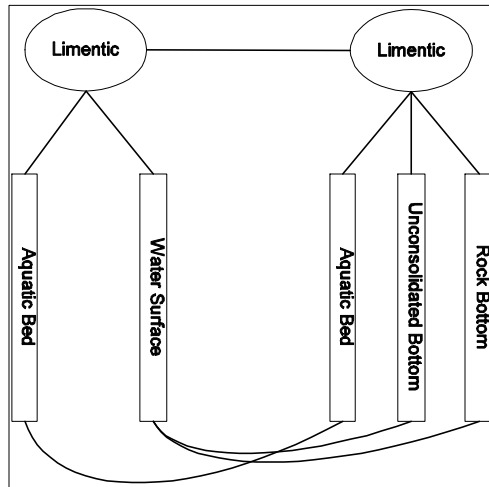 Limentic
Limentic
Aquatic Bed
Water Surface
Aquatic Bed
Unconsolidated Bottom
Rock Bottom